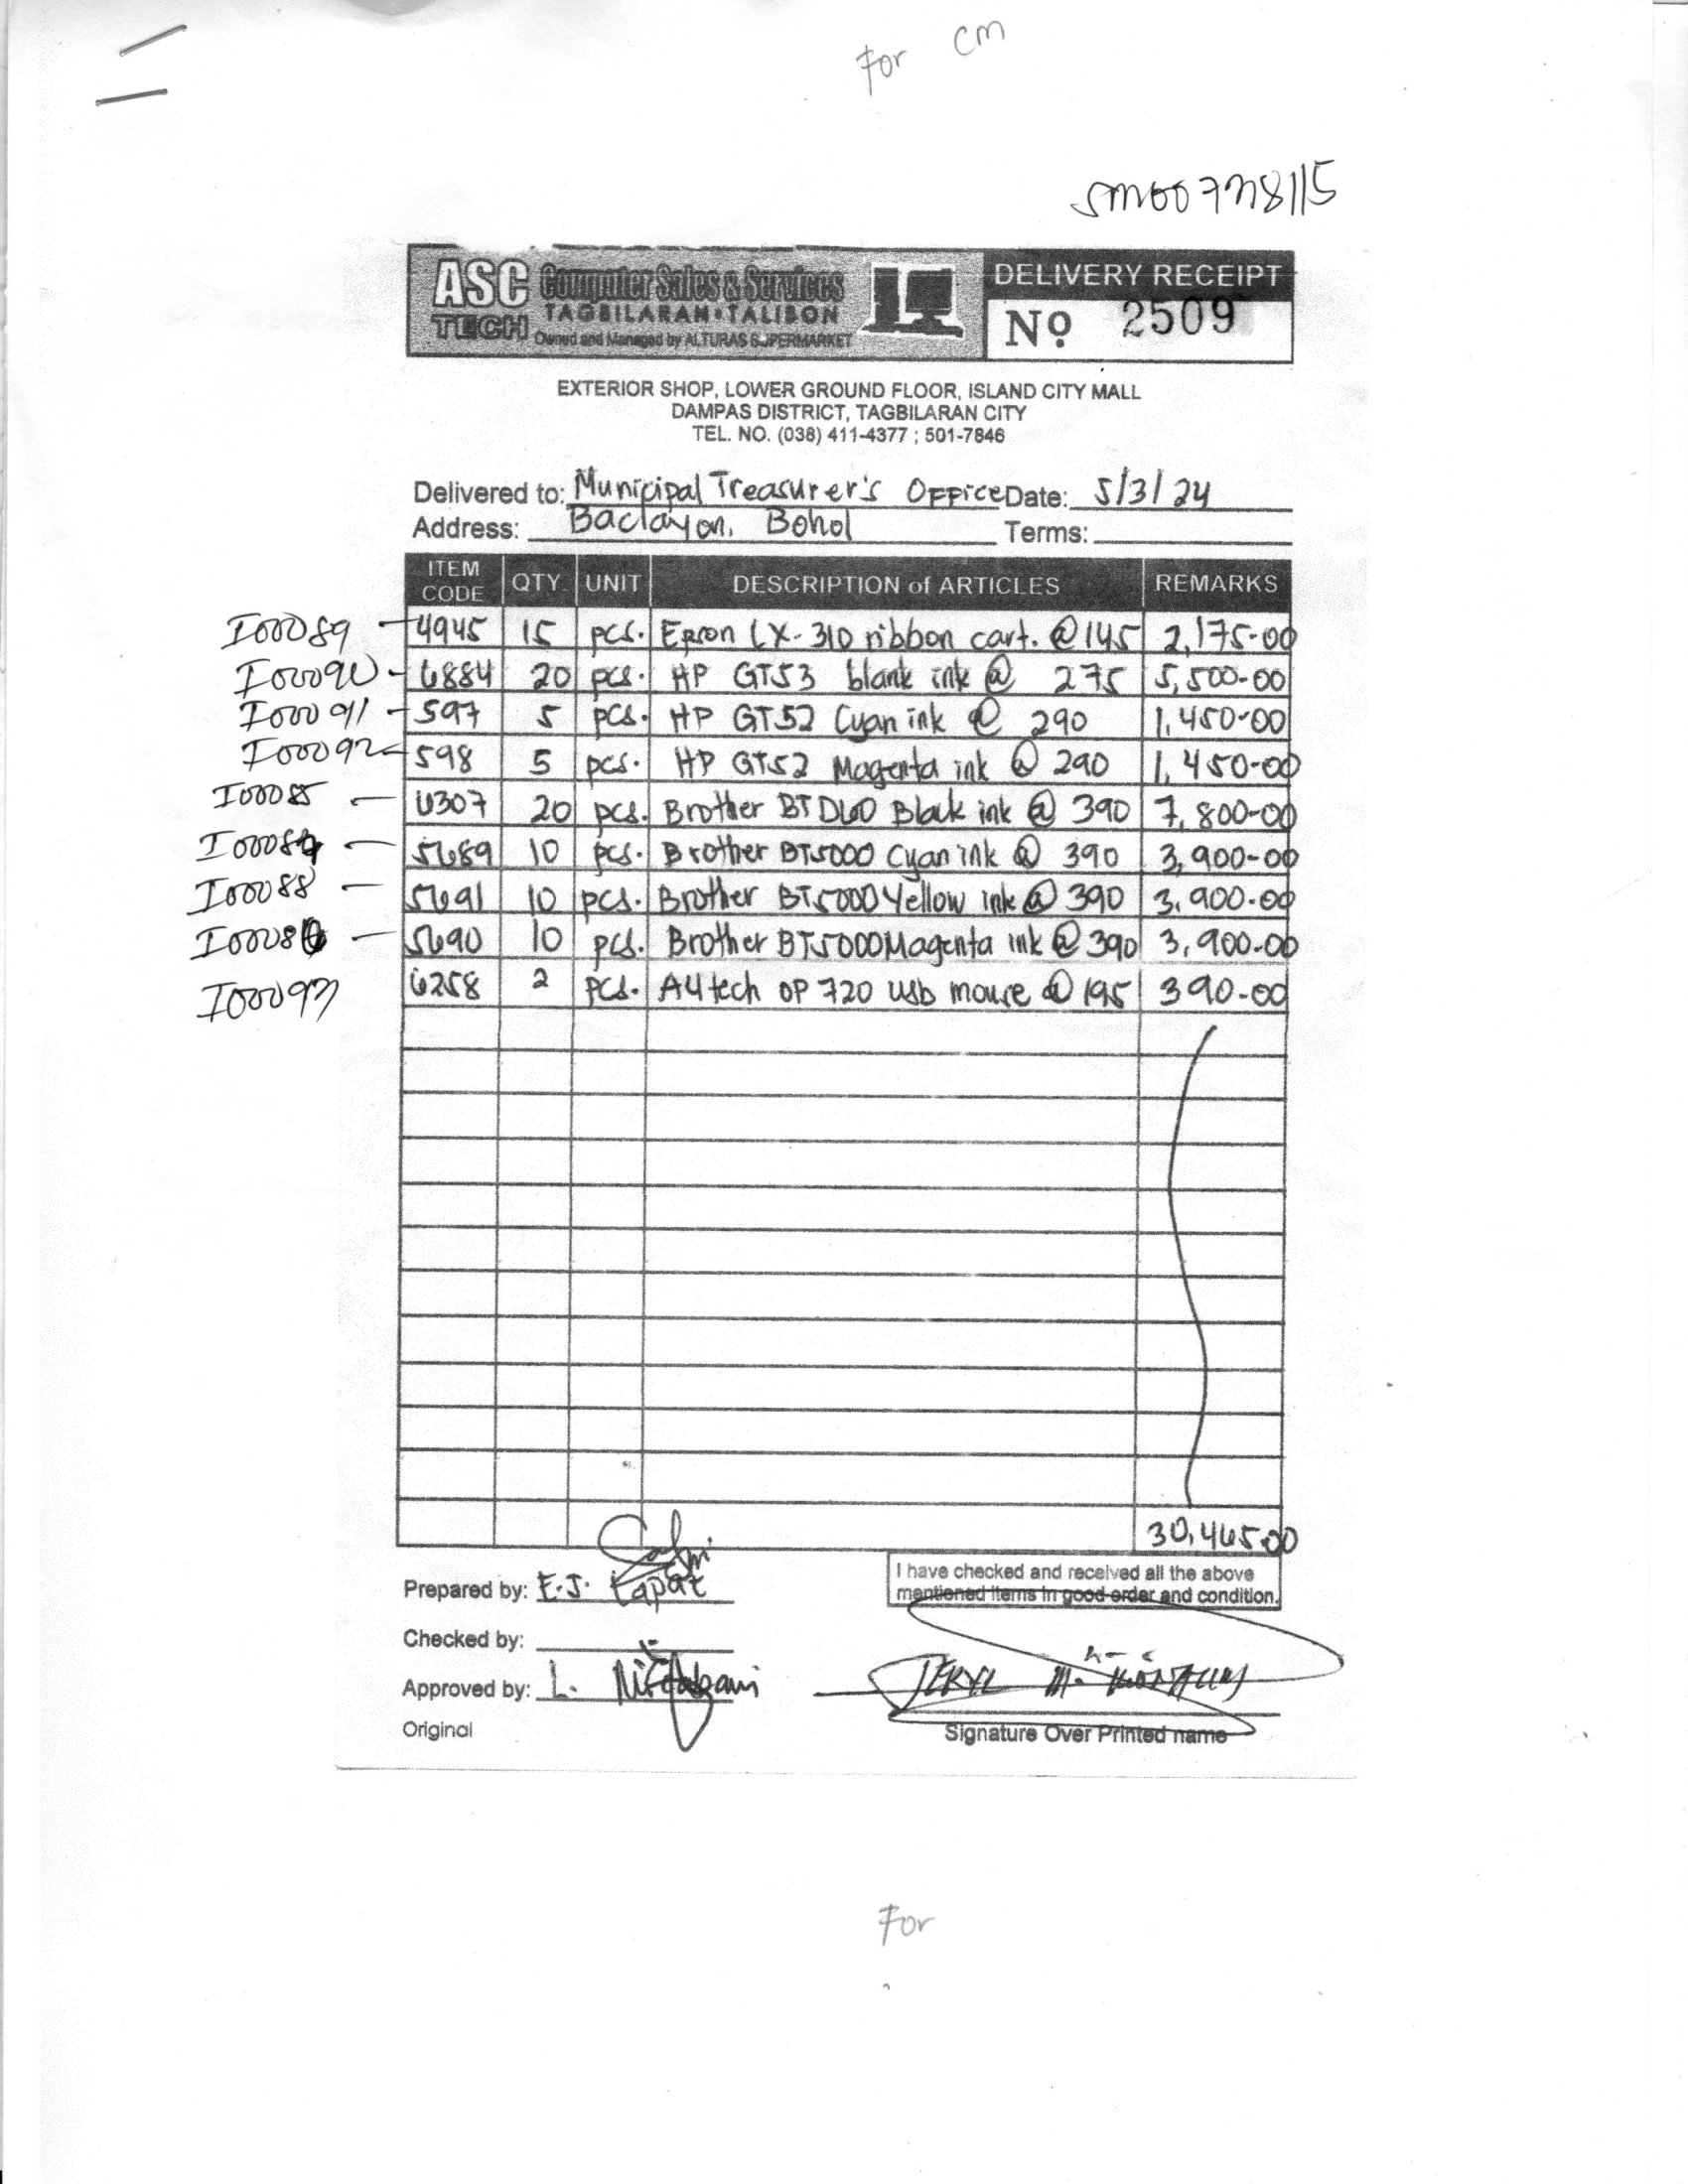 For cm
ASC TECH Computer Sales & Services
TAGBILARAN • TALIBON
Owned and Managed by ALTURAS SUPERMARKET
DELIVERY RECEIPT
Nº 2509
EXTERIOR SHOP, LOWER GROUND FLOOR, ISLAND CITY MALL
DAMPAS DISTRICT, TAGBILARAN CITY
TEL. NO. (038) 411-4377 ; 501-7846
Delivered to: Municipal Treasurer's Office Date: 5/3/24
Address: Baclayon, Bohol Terms:
ITEM CODE QTY. UNIT DESCRIPTION of ARTICLES REMARKS
I00089 - 4945 15 pcs. Epson LX-310 ribbon cart. @ 145 2,175-00
I00090 - 6884 20 pcs. HP GT53 blank ink @ 275 5,500-00
I00091 - 597 5 pcs. HP GT52 Cyan ink @ 290 1,450-00
I00092 - 598 5 pcs. HP GT52 Magenta ink @ 290 1,450-00
I00085 - 6307 20 pcs. Brother BTD60 Black ink @ 390 7,800-00
5689 10 pcs. Brother BT5000 Cyan ink @ 390 3,900-00
I00088 - 5691 10 pcs. Brother BT5000 Yellow ink @ 390 3,900-00
5690 10 pcs. Brother BT5000 Magenta ink @ 390 3,900-00
I00093 6258 2 pcs. A4tech OP 720 usb mouse @ 195 390-00
30,465.00
Prepared by: E.J. Tapat
I have checked and received all the above
mentioned items in good order and condition.
Checked by:
Approved by: L.
JERYL M.
Original
Signature Over Printed name
For